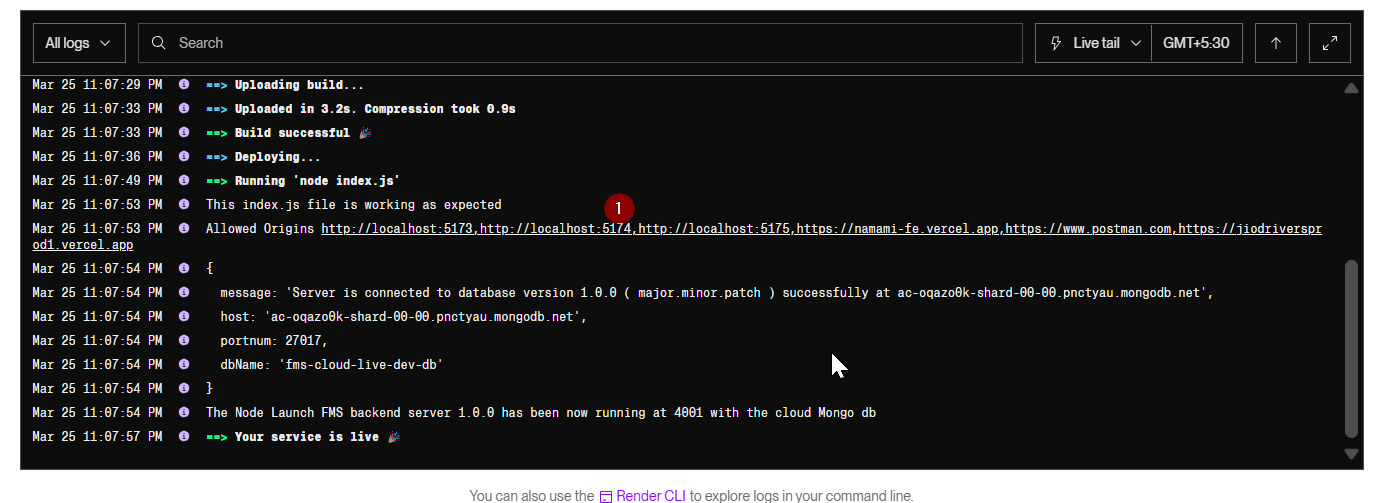 All logs
Search
Live tail
GMT+5:30
Mar 25 11:07:29 PM ==> Uploading build...
Mar 25 11:07:33 PM ==> Uploaded in 3.2s. Compression took 0.9s
Mar 25 11:07:33 PM ==> Build successful 🎉
Mar 25 11:07:36 PM ==> Deploying...
Mar 25 11:07:49 PM ==> Running 'node index.js'
1
Mar 25 11:07:53 PM This index.js file is working as expected
Mar 25 11:07:53 PM Allowed Origins http://localhost:5173,http://localhost:5174,http://localhost:5175,https://namami-fe.vercel.app,https://www.postman.com,https://jiodriverspr
od1.vercel.app
Mar 25 11:07:54 PM {
Mar 25 11:07:54 PM message: 'Server is connected to database version 1.0.0 ( major.minor.patch ) successfully at ac-oqazo0k-shard-00-00.pnctyau.mongodb.net',
Mar 25 11:07:54 PM host: 'ac-oqazo0k-shard-00-00.pnctyau.mongodb.net',
Mar 25 11:07:54 PM portnum: 27017,
Mar 25 11:07:54 PM dbName: 'fms-cloud-live-dev-db'
Mar 25 11:07:54 PM }
Mar 25 11:07:54 PM The Node Launch FMS backend server 1.0.0 has been now running at 4001 with the cloud Mongo db
Mar 25 11:07:57 PM ==> Your service is live 🎉
You can also use the Render CLI to explore logs in your command line.